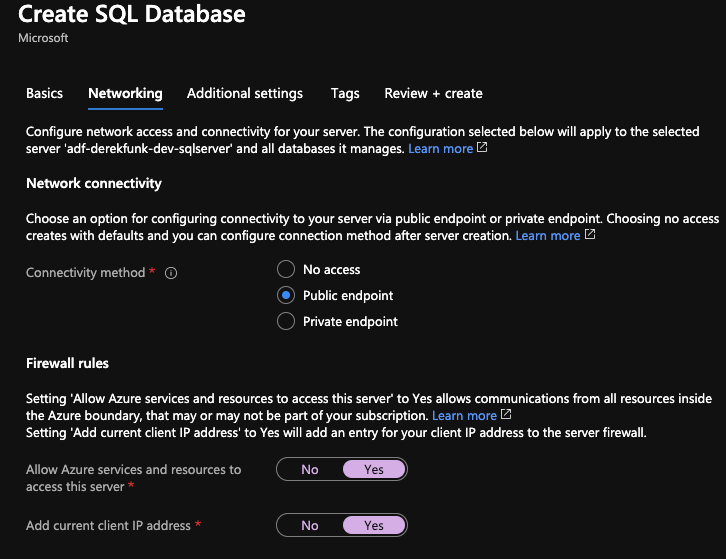 Create SQL Database
Microsoft
Basics Networking Additional settings Tags Review + create
Configure network access and connectivity for your server. The configuration selected below will apply to the selected
server 'adf-derekfunk-dev-sqlserver' and all databases it manages. Learn more
Network connectivity
Choose an option for configuring connectivity to your server via public endpoint or private endpoint. Choosing no access
creates with defaults and you can configure connection method after server creation. Learn more
Connectivity method *
No access
Public endpoint
Private endpoint
Firewall rules
Setting 'Allow Azure services and resources to access this server' to Yes allows communications from all resources inside
the Azure boundary, that may or may not be part of your subscription. Learn more
Setting 'Add current client IP address' to Yes will add an entry for your client IP address to the server firewall.
Allow Azure services and resources to
access this server *
No Yes
Add current client IP address *
No Yes